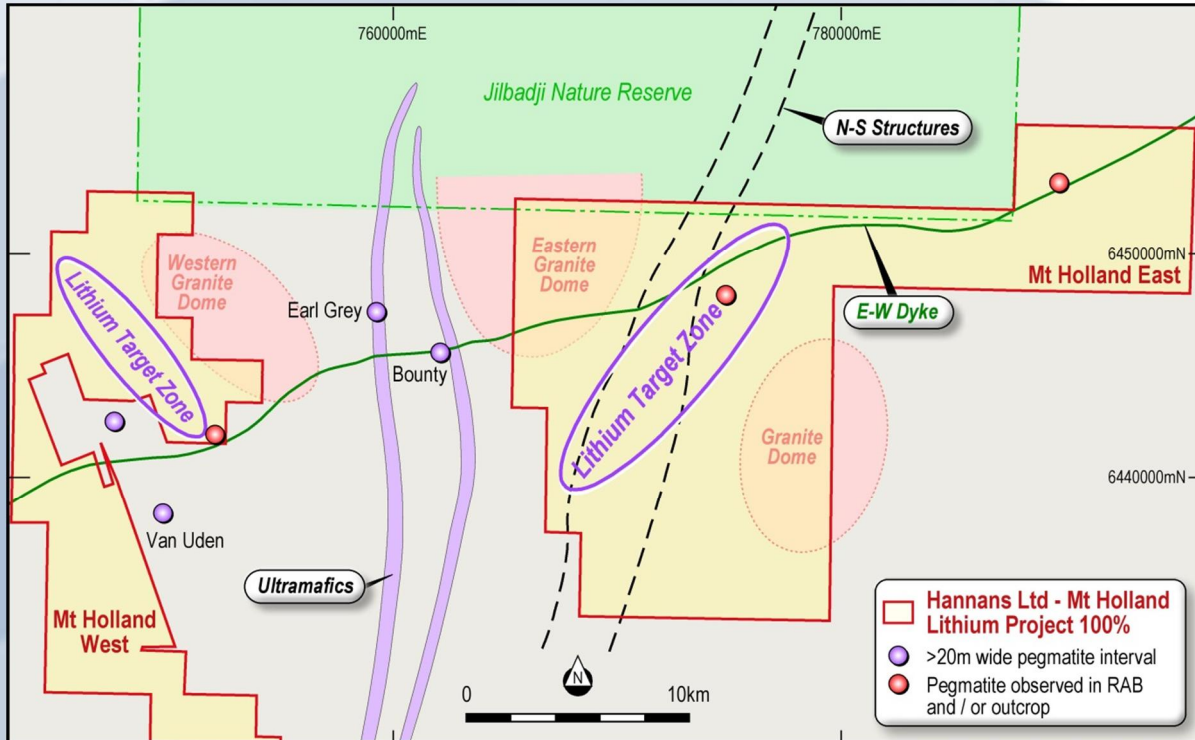 760000mE
780000mE
Jilbadji Nature Reserve
N-S Structures
Western
Granite
Dome
Eastern
Granite
Dome
6450000mN
Mt Holland East
Lithium Target Zone
Earl Grey
E-W Dyke
Bounty
Lithium Target Zone
Granite
Dome
6440000mN
Van Uden
Ultramafics
Mt Holland
West
N
0
10km
Hannans Ltd - Mt Holland
Lithium Project 100%
>20m wide pegmatite interval
Pegmatite observed in RAB
and / or outcrop